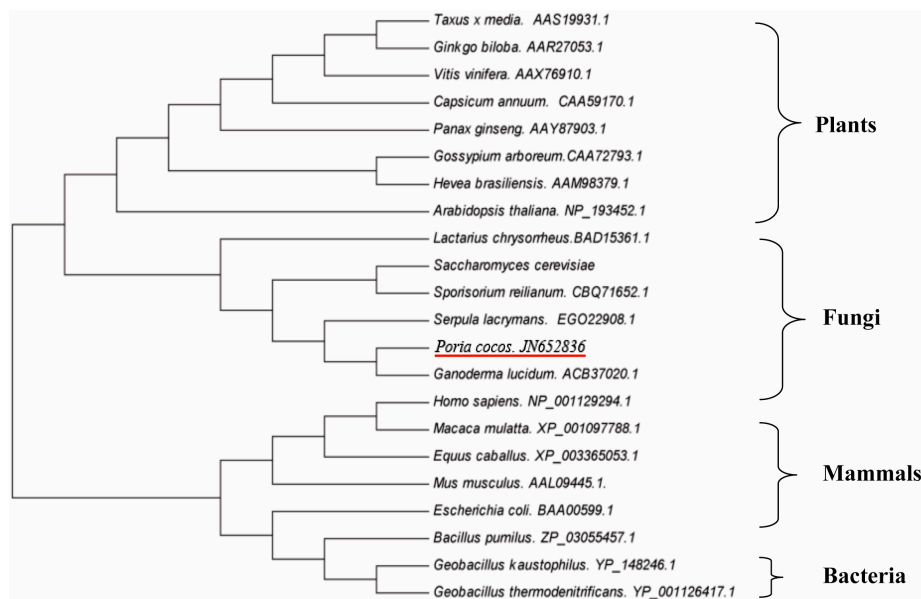 Taxus x media. AAS19931.1
Ginkgo biloba. AAR27053.1
Vitis vinifera. AAX76910.1
Capsicum annuum. CAA59170.1
Panax ginseng. AAY87903.1
Plants
Gossypium arboreum.CAA72793.1
Hevea brasiliensis. AAM98379.1
Arabidopsis thaliana. NP_193452.1
Lactarius chrysorrheus.BAD15361.1
Saccharomyces cerevisiae
Sporisorium reilianum. CBQ71652.1
Serpula lacrymans. EGO22908.1
Fungi
Poria cocos. JN652836
Ganoderma lucidum. ACB37020.1
Homo sapiens. NP_001129294.1
Macaca mulatta. XP_001097788.1
Equus caballus. XP_003365053.1
Mammals
Mus musculus. AAL09445.1.
Escherichia coli. BAA00599.1
Bacillus pumilus. ZP_03055457.1
Geobacillus kaustophilus. YP_148246.1
Bacteria
Geobacillus thermodenitrificans. YP_001126417.1